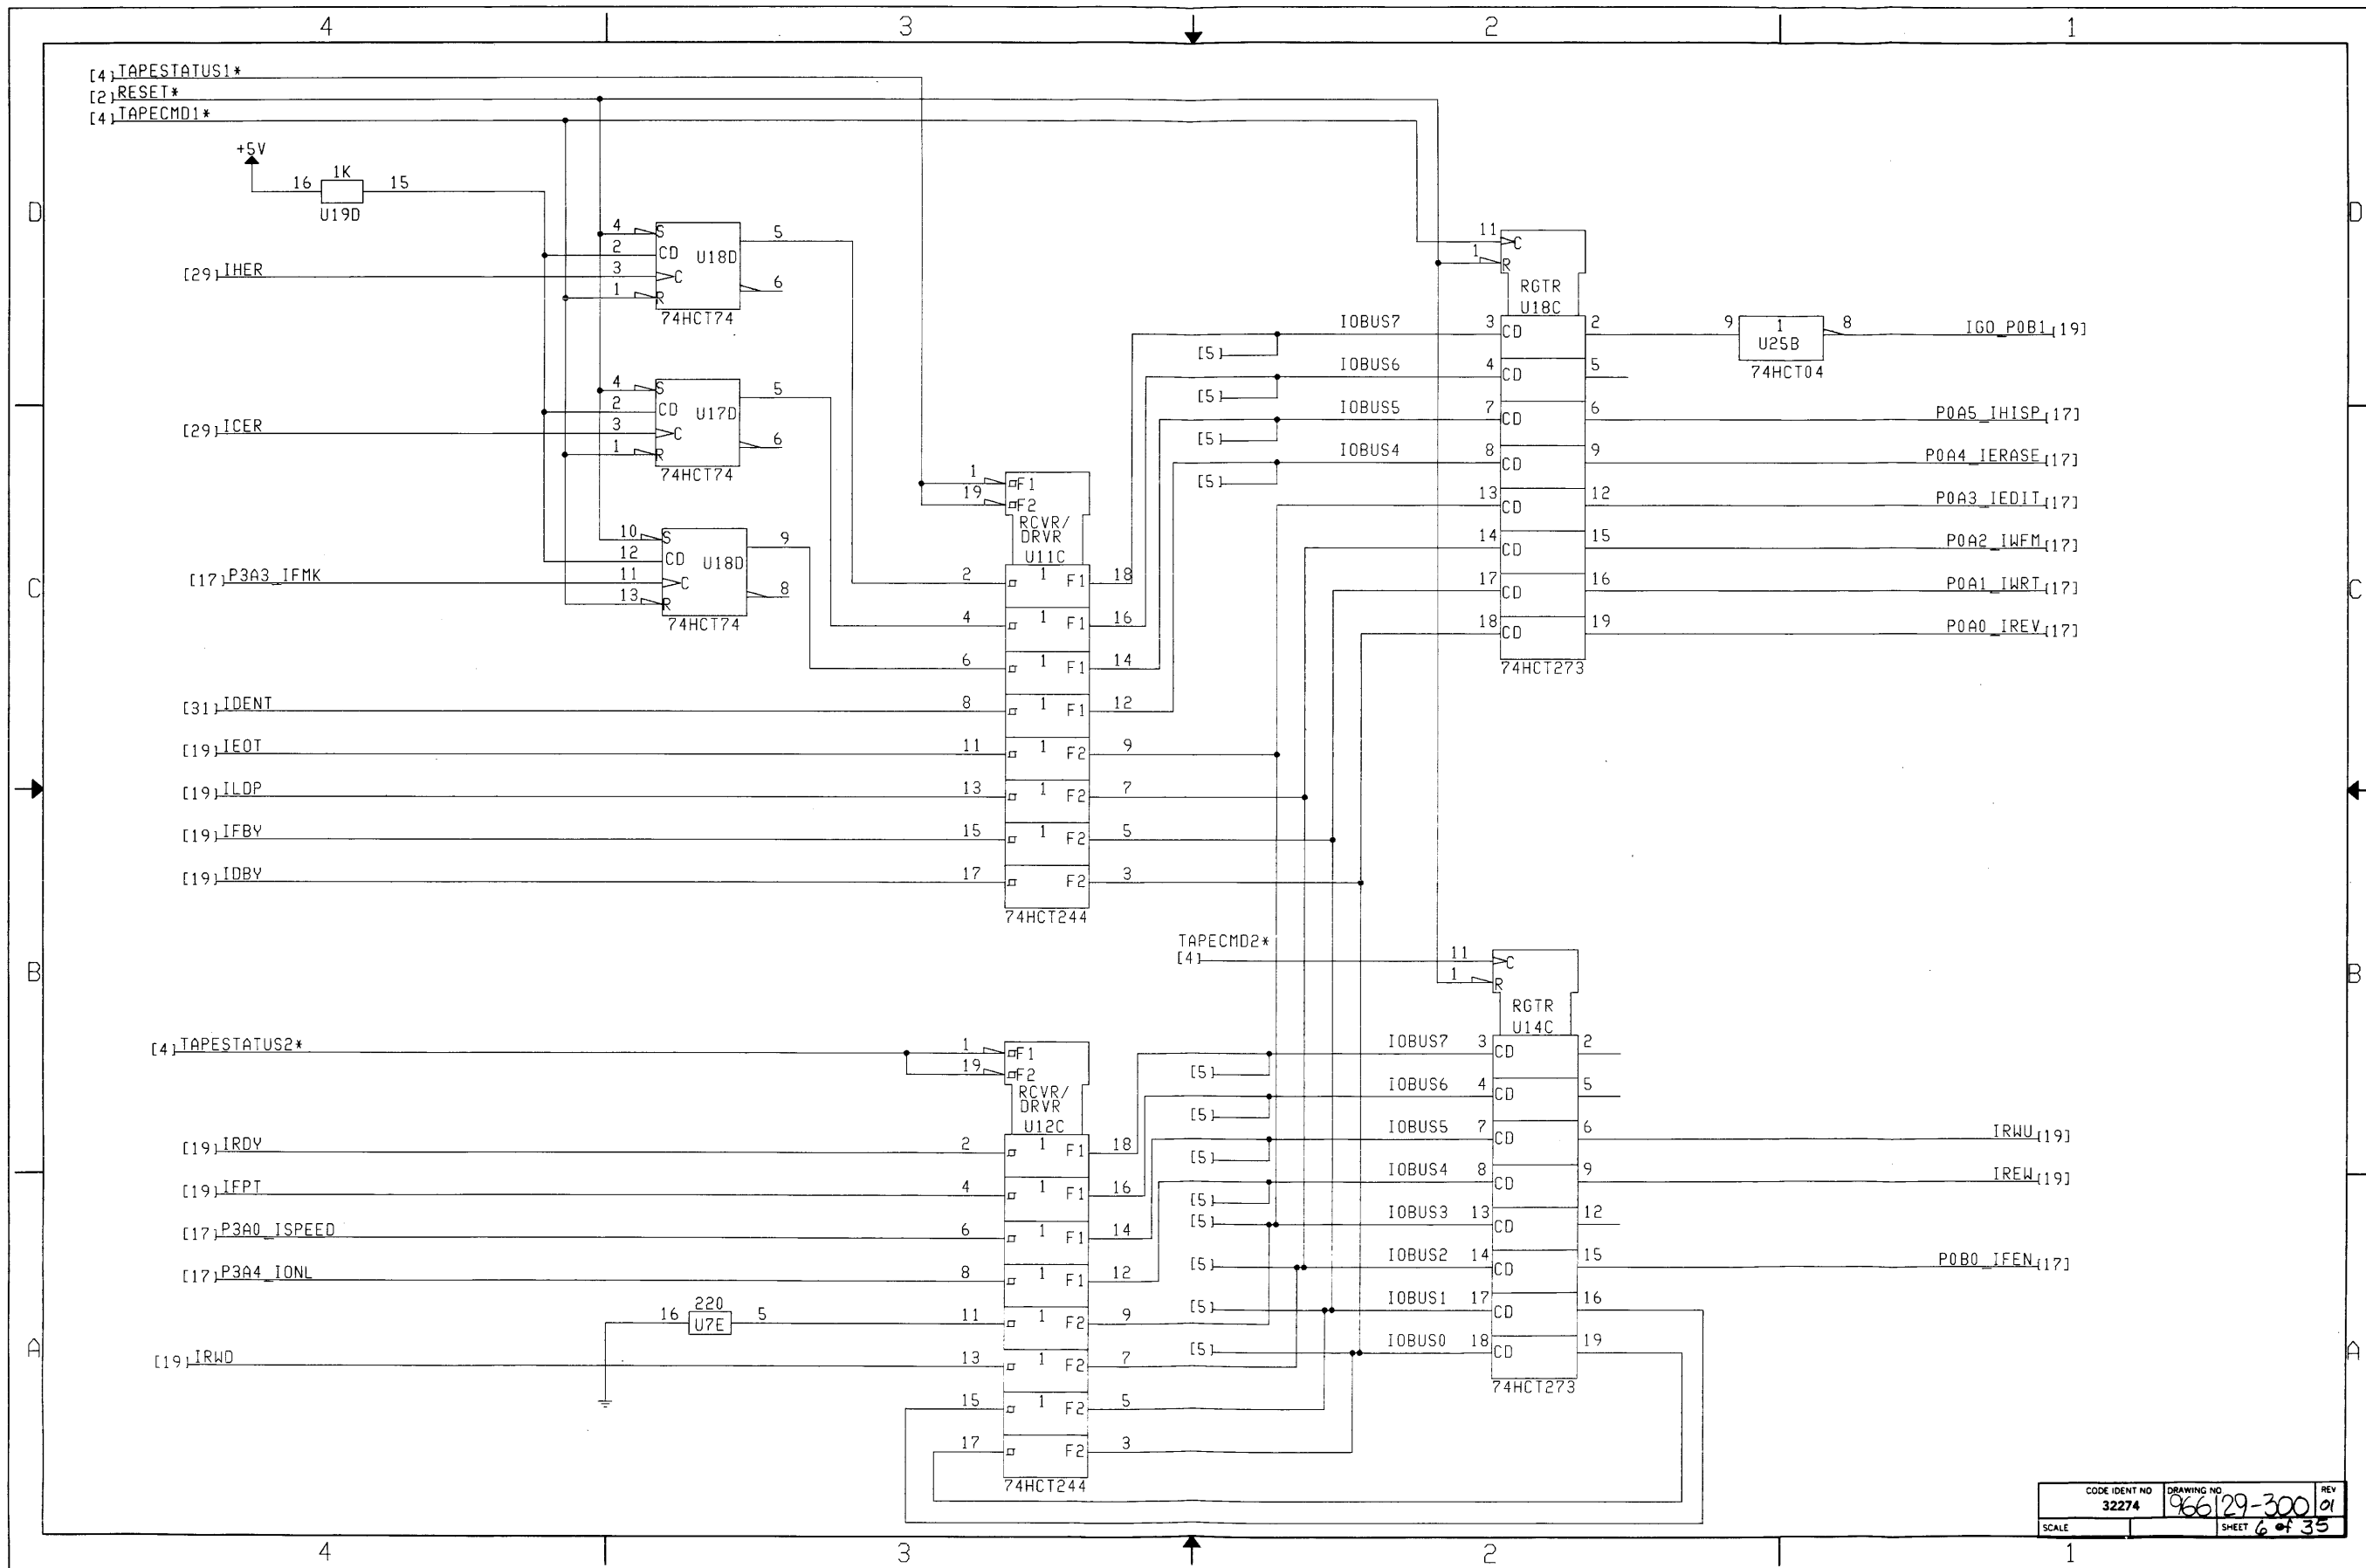 4 3 2 1
[4] TAPESTATUS1*
[2] RESET*
[4] TAPECMD1*
+5V
16 1K 15
U19D
D D
4 S 5
2 CD U18D
[29] IHER 3 C
1 R 6
74HCT74
4 S 5
2 CD U17D
[29] ICER 3 C
1 R 6
74HCT74
10 S 9
12 CD U18D
[17] P3A3_IFMK 11 C
13 R 8
74HCT74
C C
1 F1
19 F2
RCVR/
DRVR
U11C
2 1 F1 18
4 1 F1 16
6 1 F1 14
[31] IDENT 8 1 F1 12
[19] IEOT 11 1 F2 9
[19] ILDP 13 1 F2 7
[19] IFBY 15 1 F2 5
[19] IDBY 17 F2 3
74HCT244
11 C
1 R
RGTR
U18C
IOBUS7 3 CD 2 9 1 8 IGO_P0B1 [19]
[5] U25B
74HCT04
IOBUS6 4 CD 5
[5]
IOBUS5 7 CD 6 P0A5_IHISP [17]
[5]
IOBUS4 8 CD 9 P0A4_IERASE [17]
[5]
13 CD 12 P0A3_IEDIT [17]
14 CD 15 P0A2_IWFM [17]
17 CD 16 P0A1_IWRT [17]
18 CD 19 P0A0_IREV [17]
74HCT273
B B
TAPECMD2*
[4] 11 C
1 R
RGTR
U14C
[4] TAPESTATUS2* 1 F1
19 F2
RCVR/
DRVR
U12C
[19] IRDY 2 1 F1 18
[19] IFPT 4 1 F1 16
[17] P3A0_ISPEED 6 1 F1 14
[17] P3A4_IONL 8 1 F1 12
220
16 U7E 5 11 1 F2 9
[19] IRWD 13 1 F2 7
15 1 F2 5
17 F2 3
74HCT244
IOBUS7 3 CD 2
[5]
IOBUS6 4 CD 5
[5]
IOBUS5 7 CD 6 IRWU [19]
[5]
IOBUS4 8 CD 9 IREW [19]
[5]
[5] IOBUS3 13 CD 12
[5] IOBUS2 14 CD 15 P0B0_IFEN [17]
[5] IOBUS1 17 CD 16
[5] IOBUS0 18 CD 19
74HCT273
A A
CODE IDENT NO 32274
DRAWING NO 966129-300
REV 01
SCALE
SHEET 6 of 35
4 3 2 1